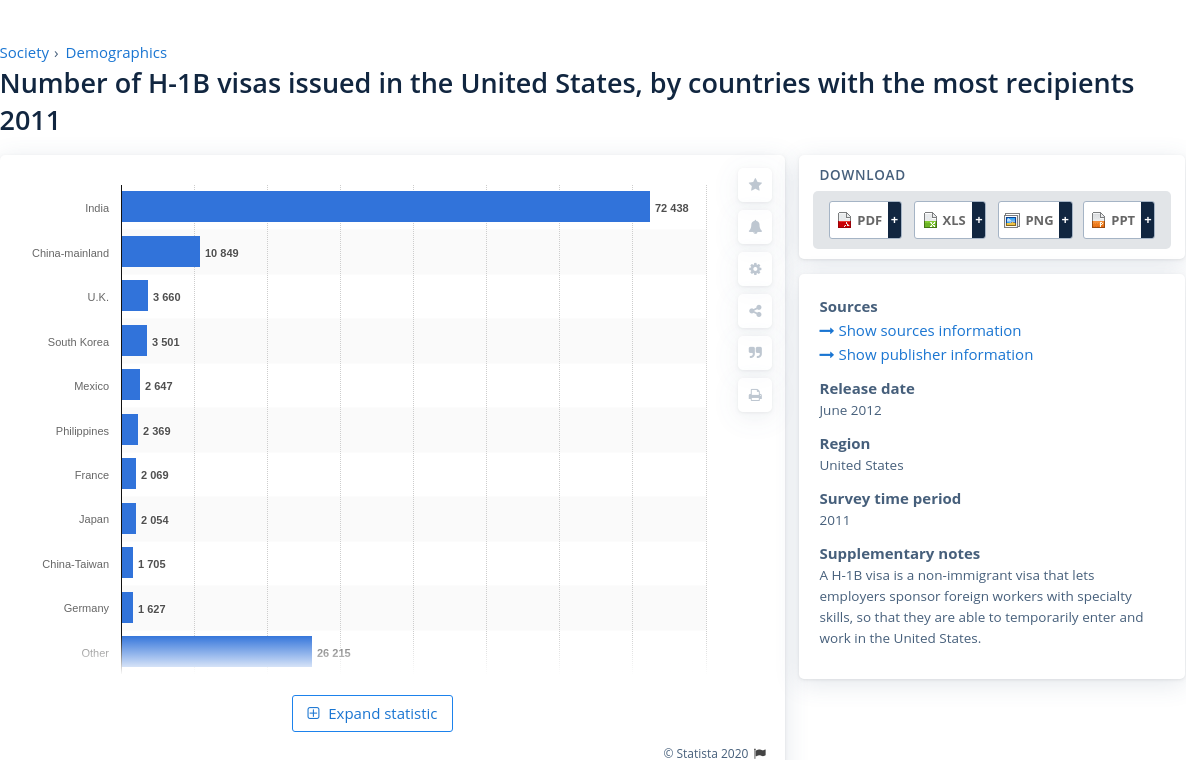 Society › Demographics
Number of H-1B visas issued in the United States, by countries with the most recipients
2011
India 72 438
China-mainland 10 849
U.K. 3 660
South Korea 3 501
Mexico 2 647
Philippines 2 369
France 2 069
Japan 2 054
China-Taiwan 1 705
Germany 1 627
Other 26 215
Expand statistic
© Statista 2020
DOWNLOAD
PDF + XLS + PNG + PPT +
Sources
Show sources information
Show publisher information
Release date
June 2012
Region
United States
Survey time period
2011
Supplementary notes
A H-1B visa is a non-immigrant visa that lets
employers sponsor foreign workers with specialty
skills, so that they are able to temporarily enter and
work in the United States.